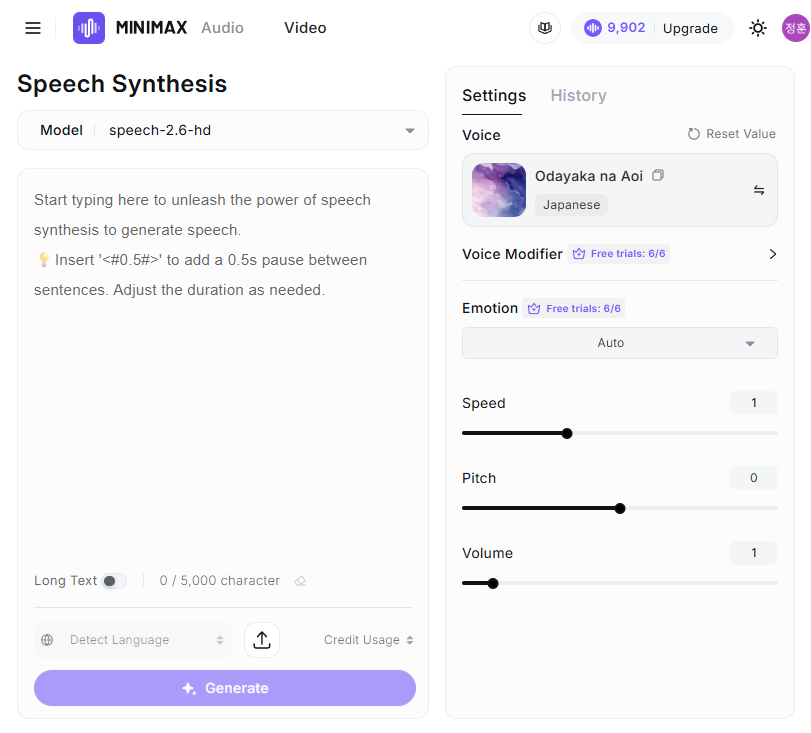 MINIMAX
Audio
Video
9,902
Upgrade
정훈
Speech Synthesis
Model
speech-2.6-hd
Start typing here to unleash the power of speech
synthesis to generate speech.
💡Insert '<#0.5#>' to add a 0.5s pause between
sentences. Adjust the duration as needed.
Long Text
0 / 5,000 character
Detect Language
Credit Usage
Generate
Settings
History
Voice
Reset Value
Odayaka na Aoi
Japanese
Voice Modifier
Free trials: 6/6
Emotion
Free trials: 6/6
Auto
Speed
1
Pitch
0
Volume
1